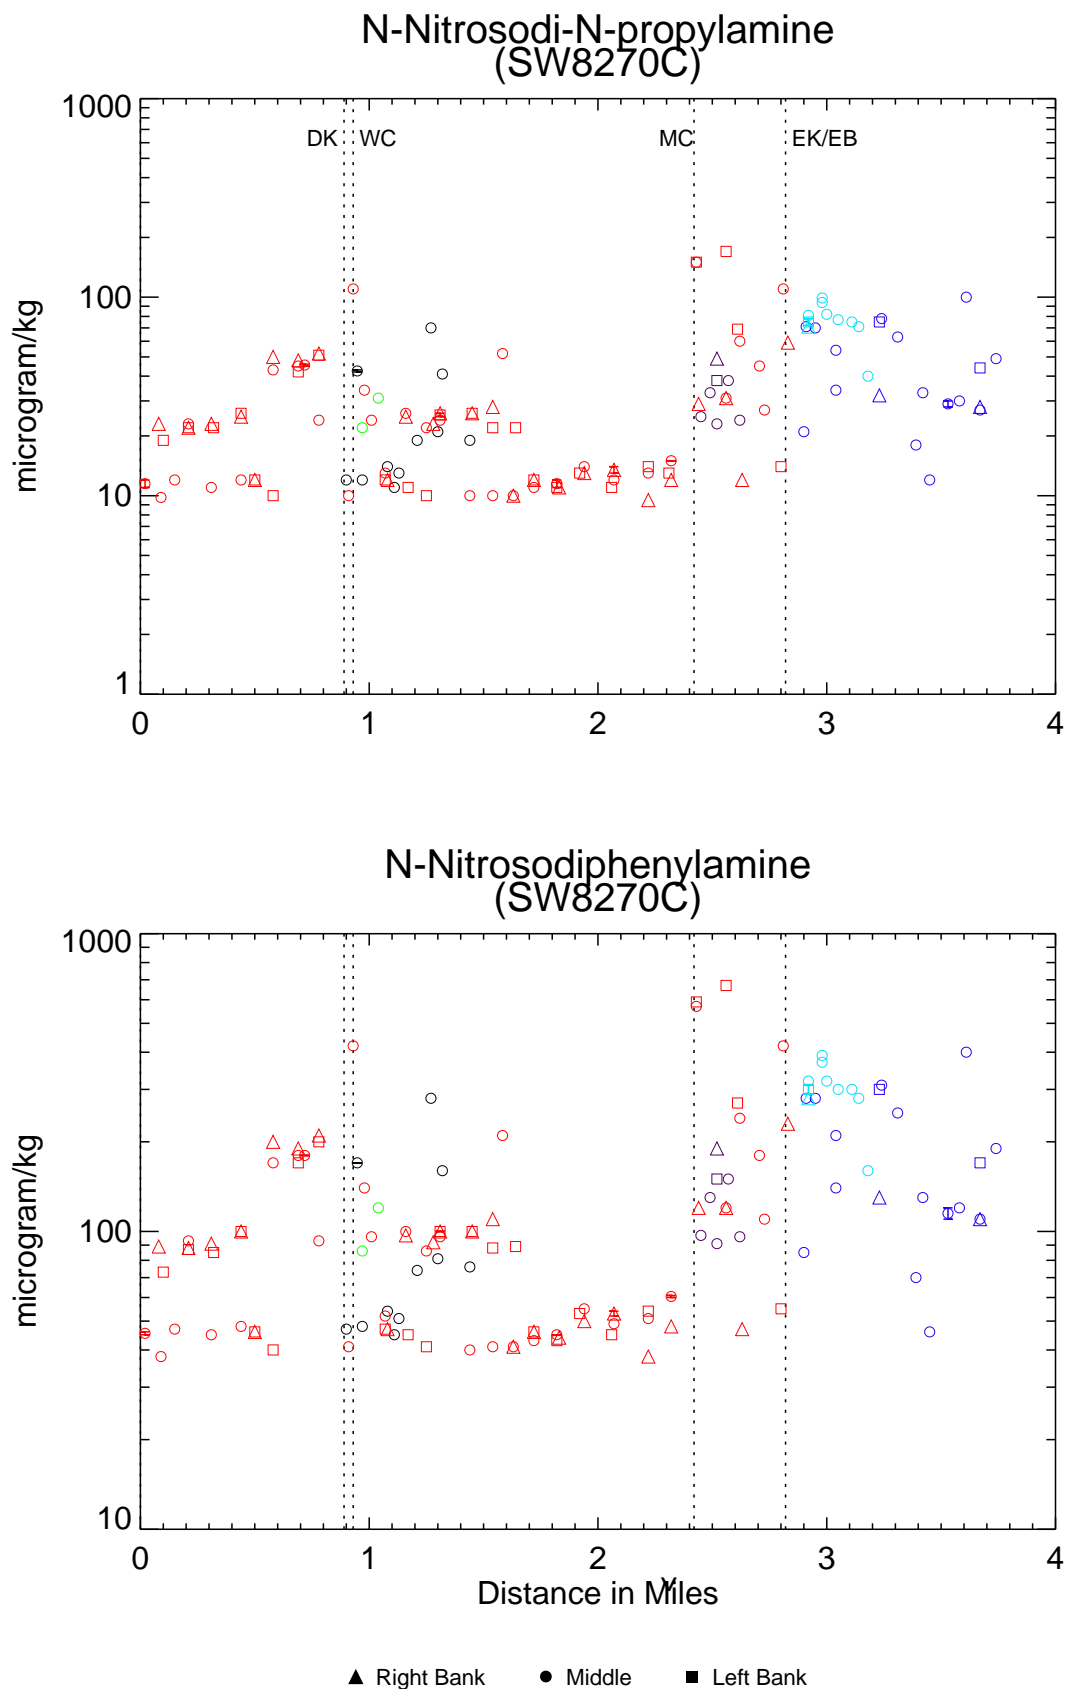 N-Nitrosodi-N-propylamine
(SW8270C)
1000
DK WC MC EK/EB
100
microgram/kg
10
1
0 1 2 3 4
N-Nitrosodiphenylamine
(SW8270C)
1000
microgram/kg
100
10
0 1 2 3 4
Distance in Miles
Right Bank Middle Left Bank